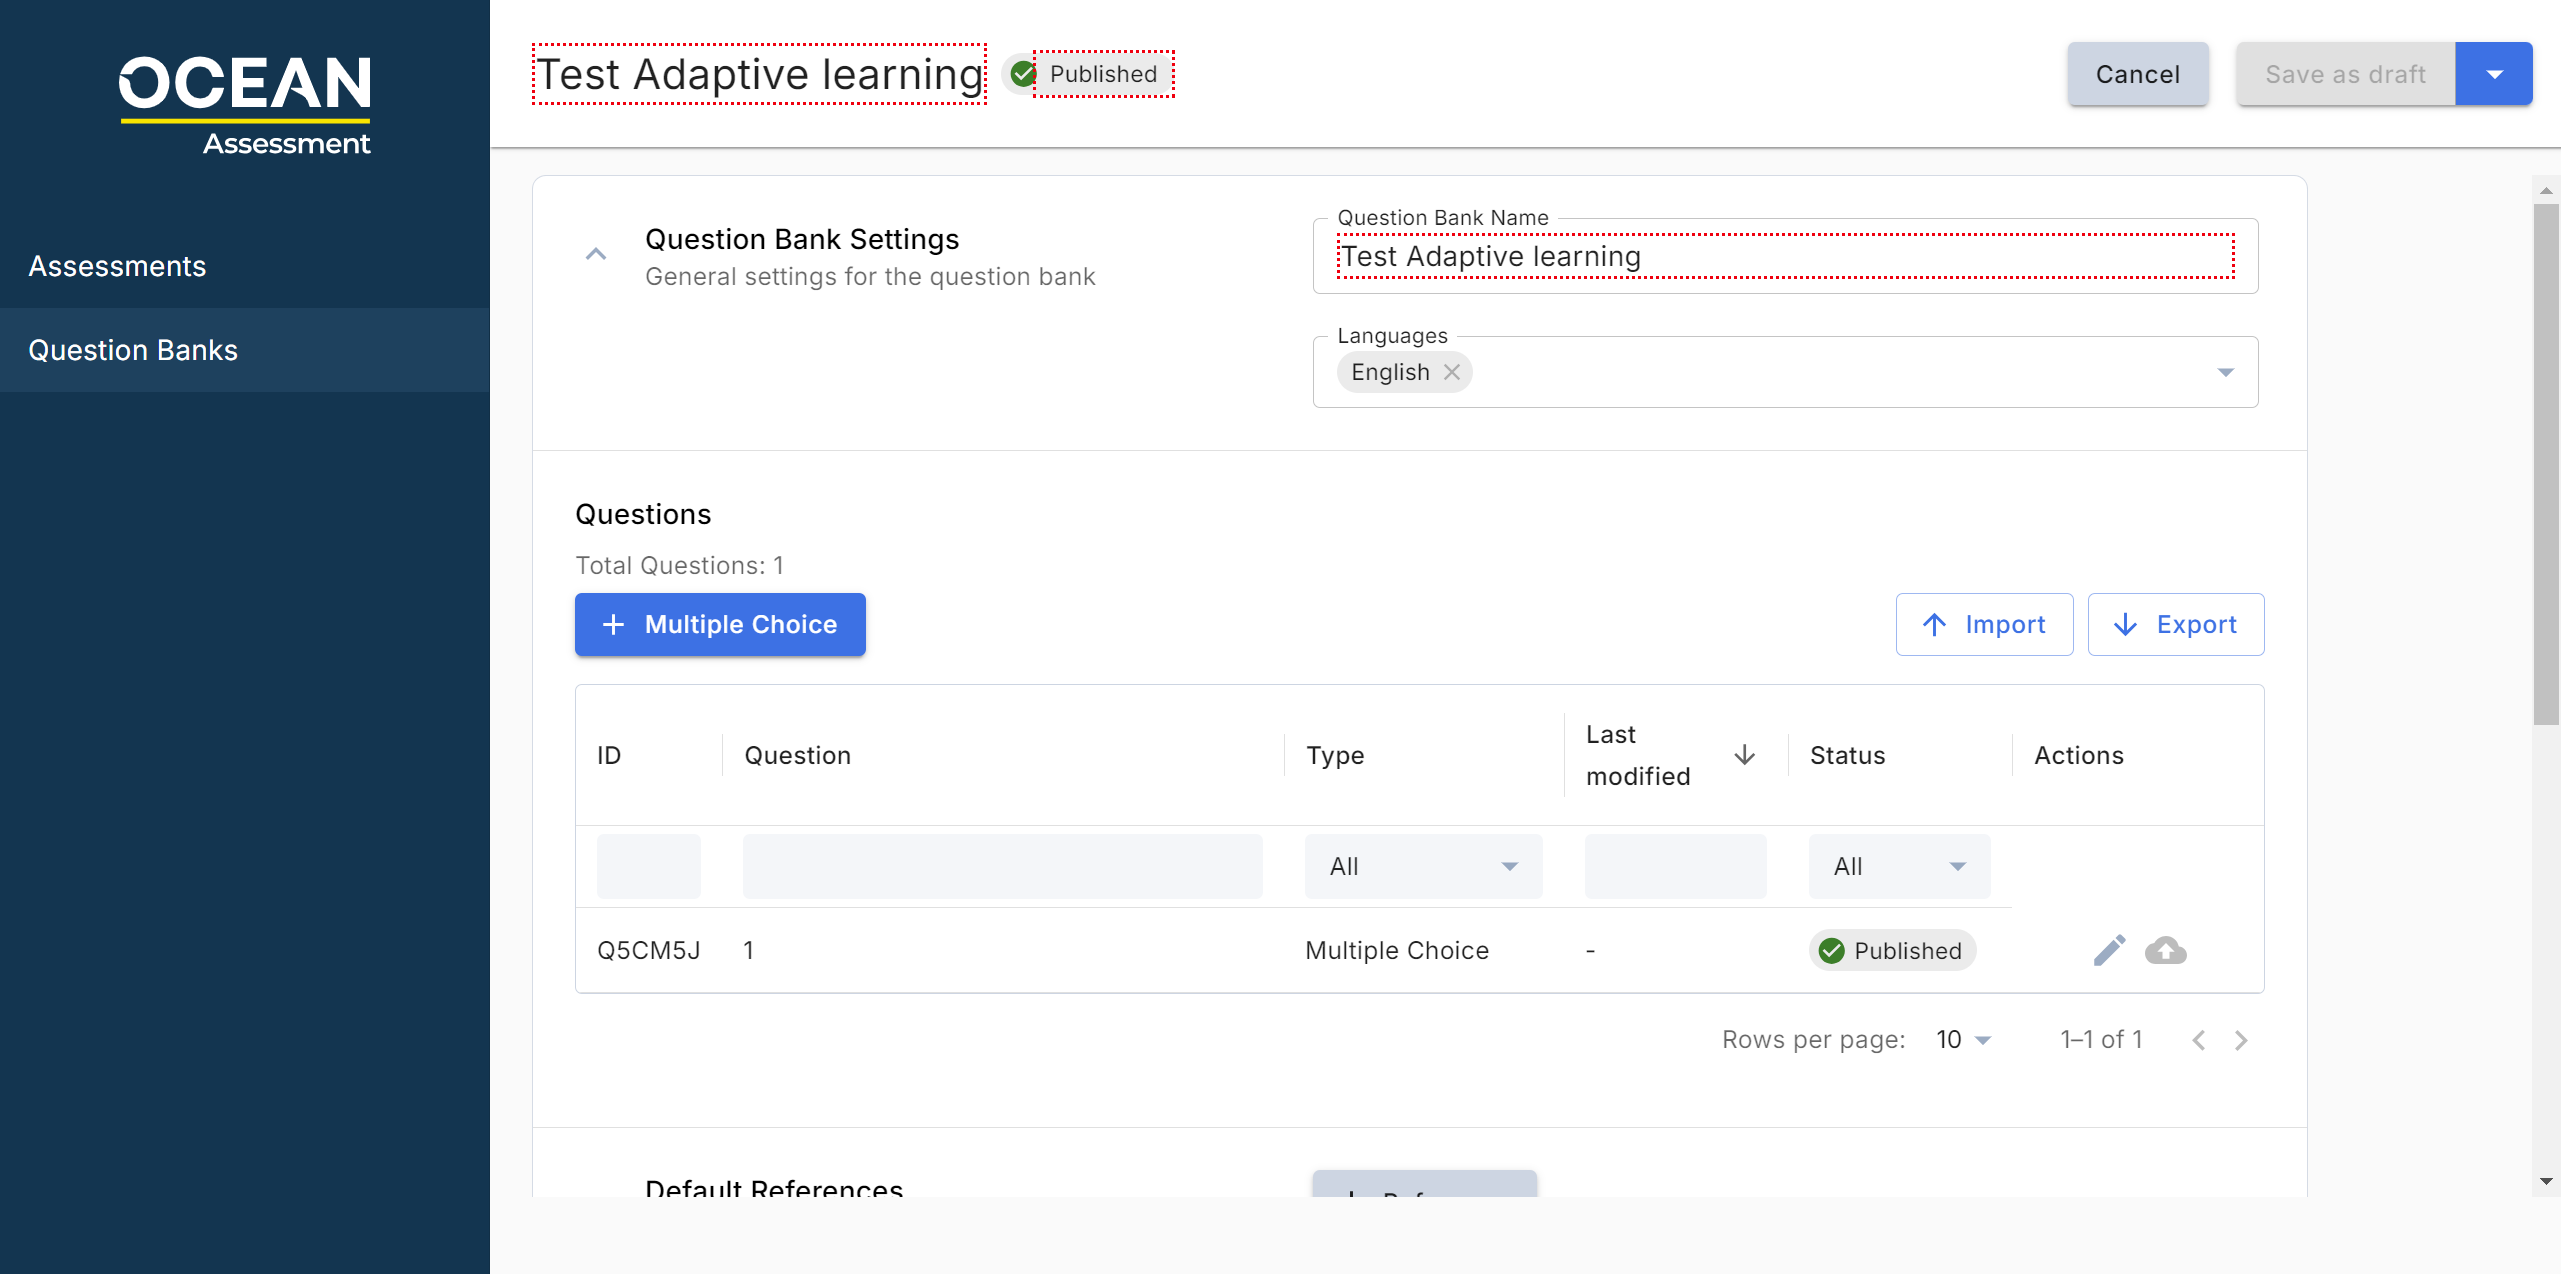 OCEAN
Assessment
Assessments
Question Banks
Test Adaptive learning
Published
Cancel
Save as draft
Question Bank Settings
General settings for the question bank
Question Bank Name
Test Adaptive learning
Languages
English
Questions
Total Questions: 1
Multiple Choice
Import
Export
ID
Question
Type
Last modified
Status
Actions
All
All
Q5CM5J
1
Multiple Choice
-
Published
Rows per page:
10
1–1 of 1
Default References